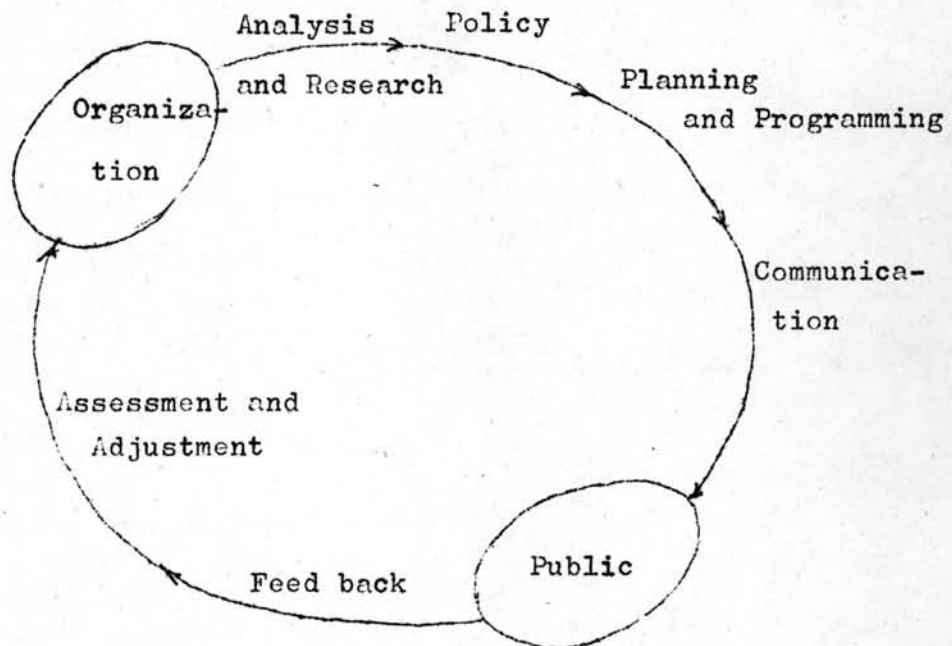 Analysis
and Research
Policy
Planning
and Programming
Communica-
tion
Public
Feed back
Assessment and
Adjustment
Organiza-
tion